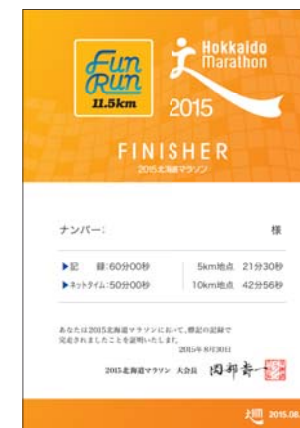 Fun
Run
11.5km
Hokkaido
Marathon
2015
FINISHER
2015北海道マラソン
ナンバー: 様
▶記 録:60分00秒 5km地点 21分30秒
▶ネットタイム:50分00秒 10km地点 42分56秒
あなたは2015北海道マラソンにおいて、標記の記録で
完走されましたことを証明いたします。
2015年8月30日
2015北海道マラソン 大会長
2015.08.